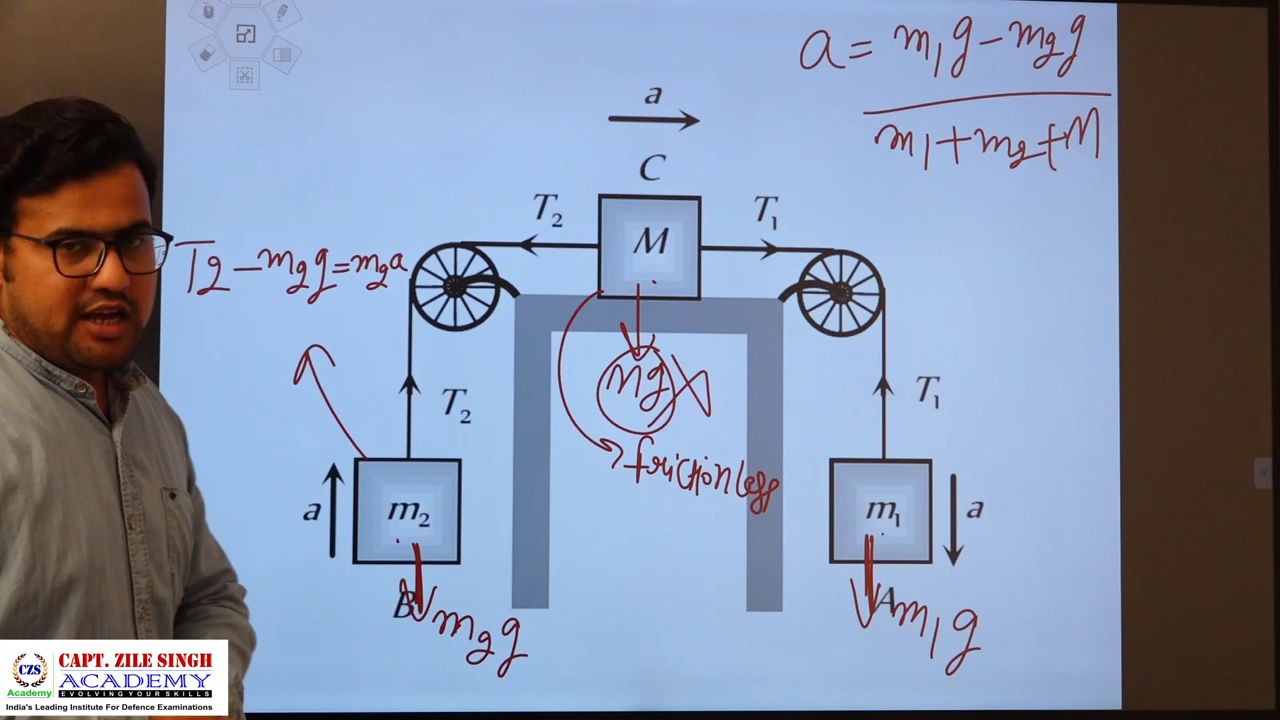 a = m₁g - m₂g
m₁ + m₂ + M
a
C
T₂
T₁
M
T₂ - m₂g = m₂a
mg
T₂
T₁
frictionless
a
m₂
m₁
a
B
A
m₂g
m₁g
CZS
Academy
CAPT. ZILE SINGH
ACADEMY
EVOLVING YOUR SKILLS
India's Leading Institute For Defence Examinations